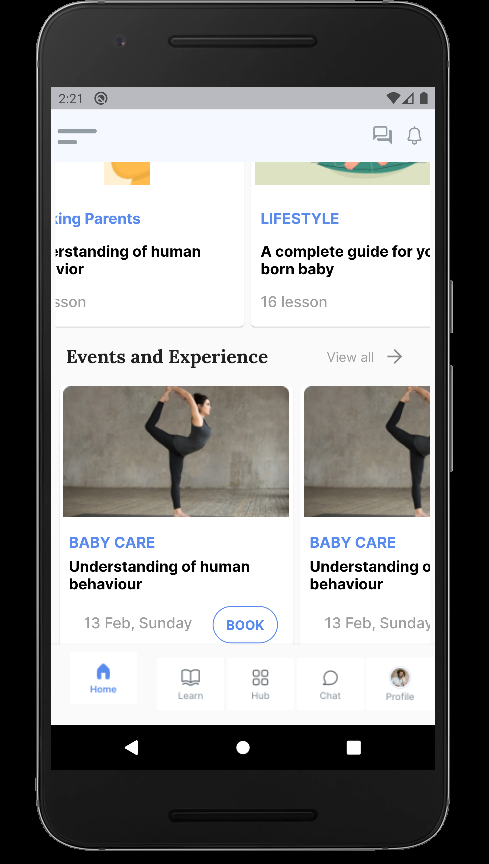 2:21
king Parents
LIFESTYLE
erstanding of human
vior
A complete guide for yo
born baby
sson
16 lesson
Events and Experience
View all
BABY CARE
BABY CARE
Understanding of human
behaviour
Understanding o
behaviour
13 Feb, Sunday
BOOK
13 Feb, Sunday
Home
Learn
Hub
Chat
Profile